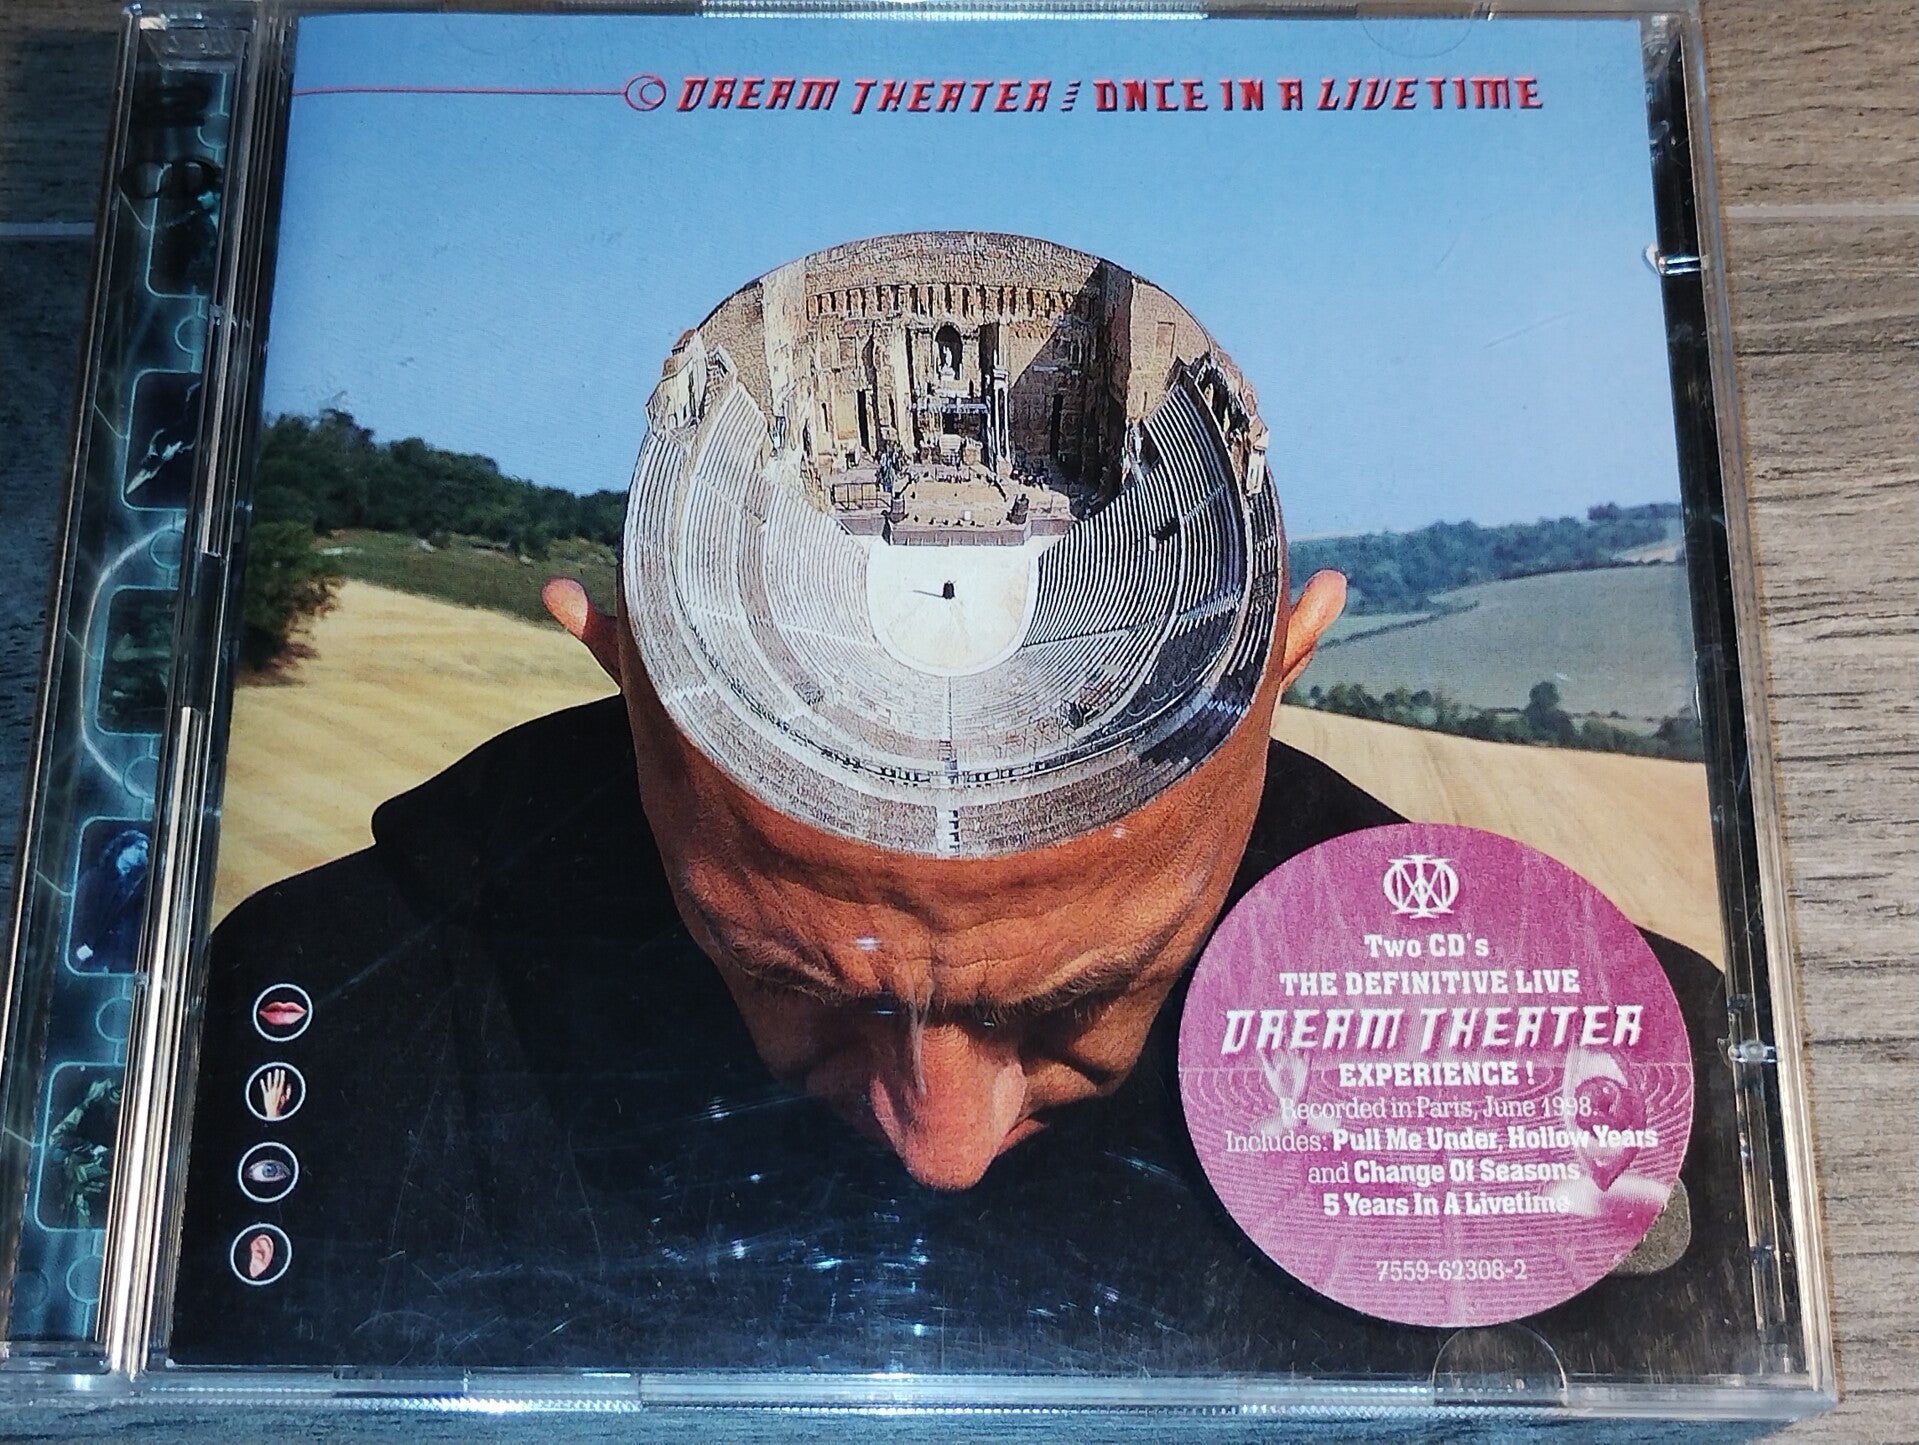 DREAM THEATER ONCE IN A LIVETIME
Two CD's
THE DEFINITIVE LIVE
DREAM THEATER
EXPERIENCE!
Recorded in Paris, June 1998.
Includes: Pull Me Under, Hollow Years
and Change Of Seasons
5 Years In A Livetime
7559-62308-2